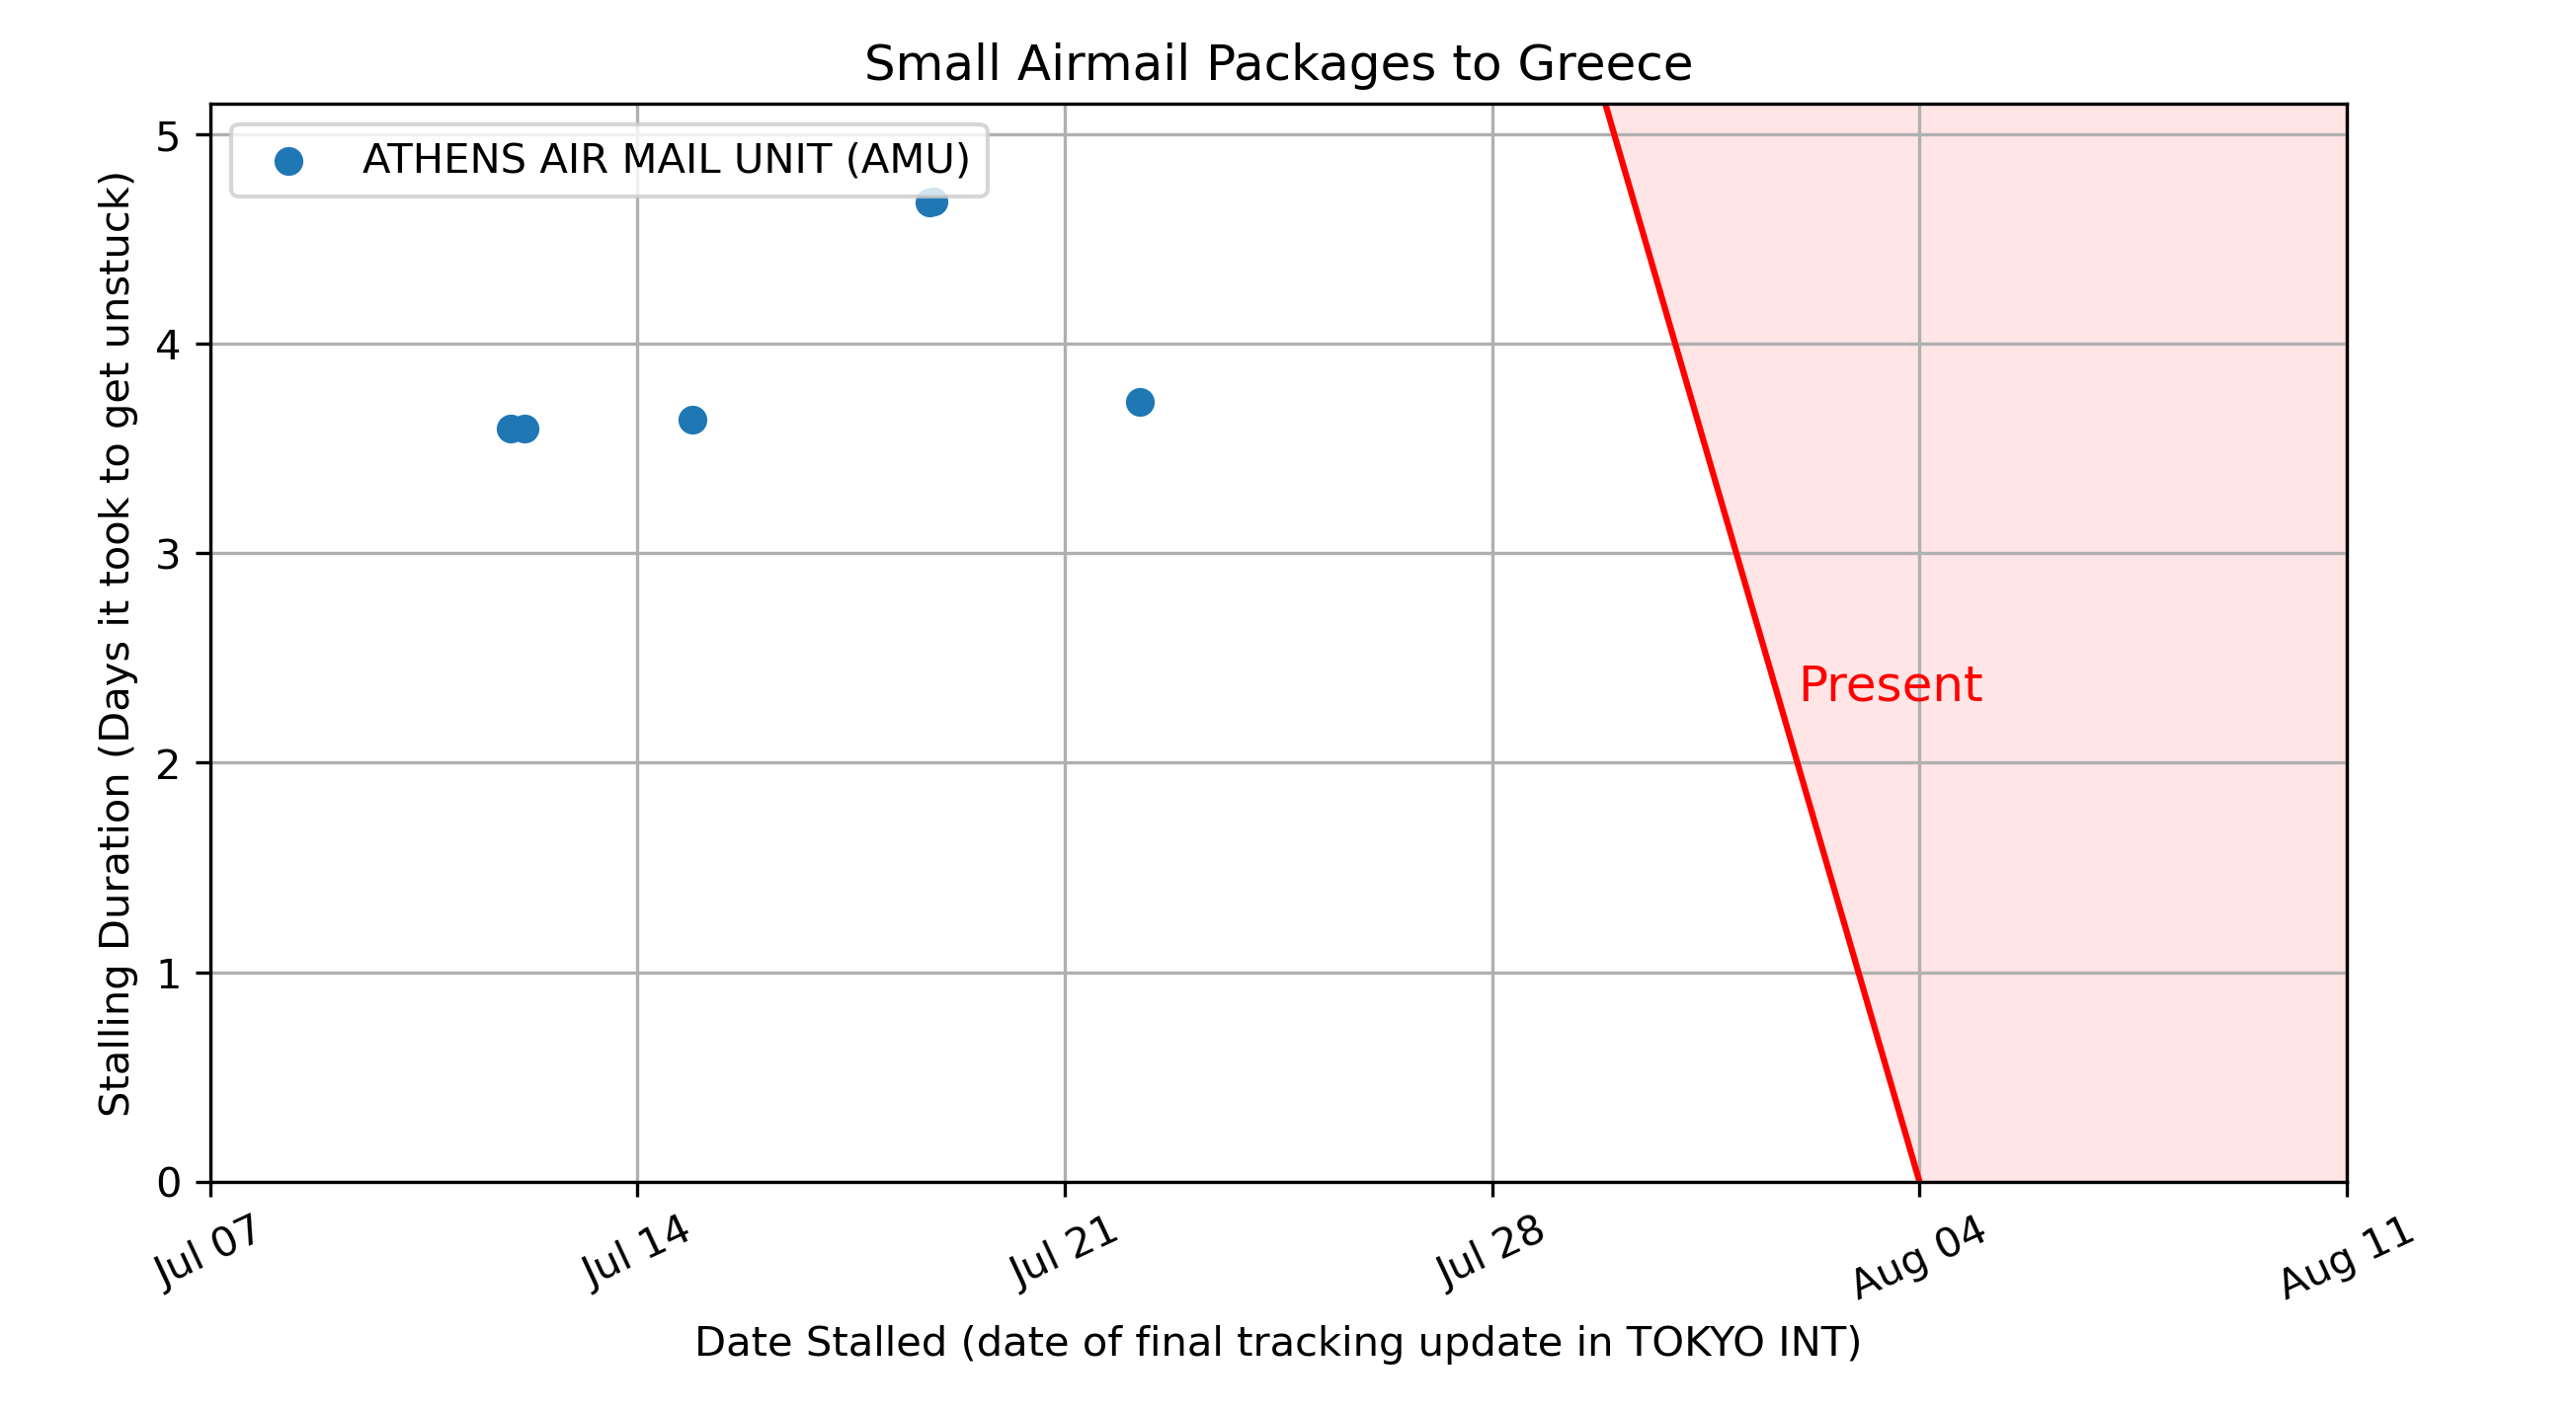 Small Airmail Packages to Greece
ATHENS AIR MAIL UNIT (AMU)
Stalling Duration (Days it took to get unstuck)
5
4
3
2
1
0
Present
Jul 07
Jul 14
Jul 21
Jul 28
Aug 04
Aug 11
Date Stalled (date of final tracking update in TOKYO INT)